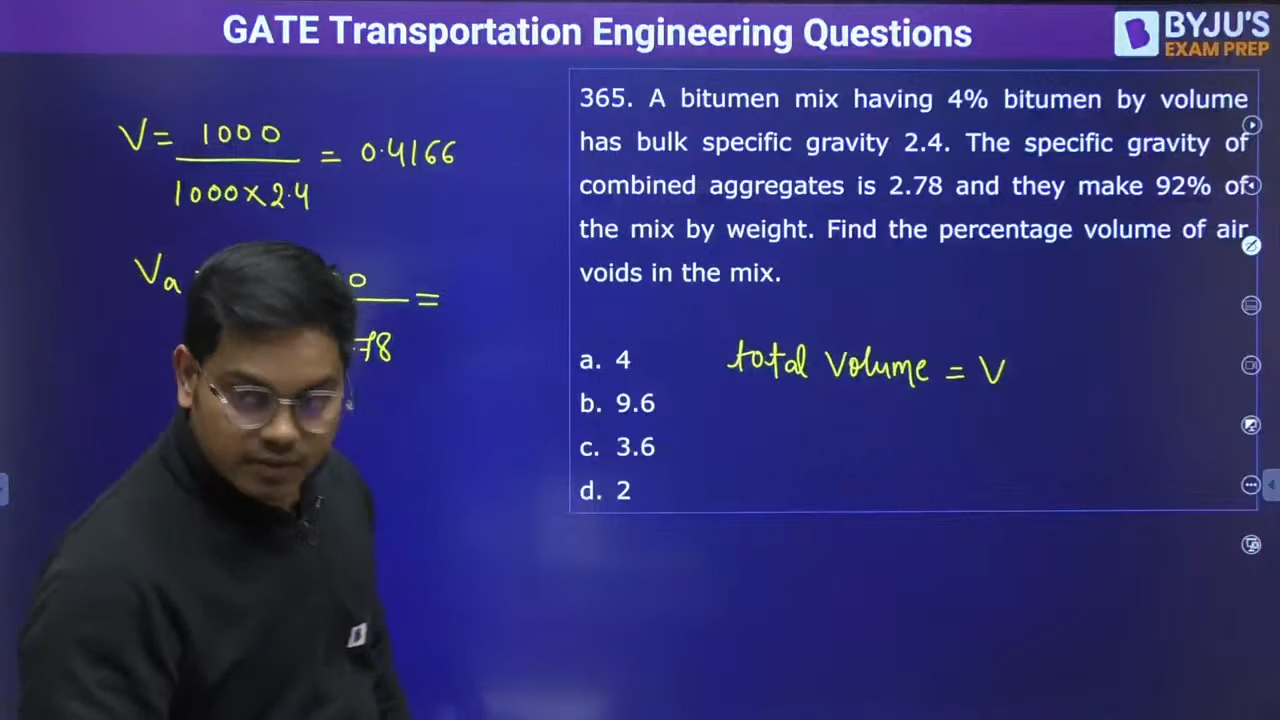 GATE Transportation Engineering Questions
BYJU'S
EXAM PREP
365. A bitumen mix having 4% bitumen by volume
has bulk specific gravity 2.4. The specific gravity of
combined aggregates is 2.78 and they make 92% of
the mix by weight. Find the percentage volume of air
voids in the mix.
a. 4
b. 9.6
c. 3.6
d. 2
total volume = V
V = 1000 / 1000 × 2.4 = 0.4166
Va
0 =
.78